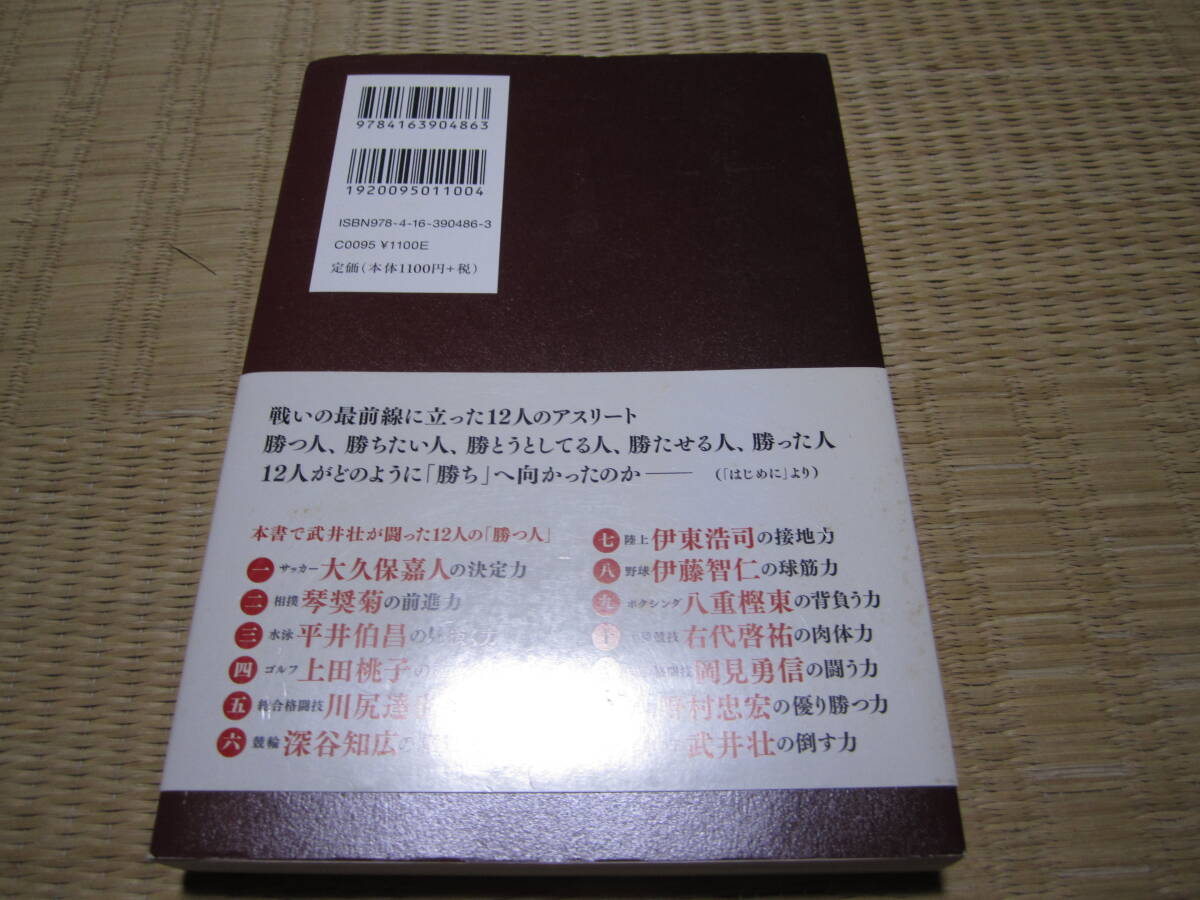 9784163904863
1920095011004
ISBN978-4-16-390486-3
C0095 ¥1100E
定価(本体1100円+税)
戦いの最前線に立った12人のアスリート
勝つ人、勝ちたい人、勝とうとしてる人、勝たせる人、勝った人
12人がどのように「勝ち」へ向かったのか――(「はじめに」より)
本書で武井壮が闘った12人の「勝つ人」
一 サッカー 大久保嘉人の決定力
二 相撲 琴奨菊の前進力
三 水泳 平井伯昌の
四 ゴルフ 上田桃子の
五 総合格闘技 川尻達
六 競輪 深谷知広の
七 陸上 伊東浩司の接地力
八 野球 伊藤智仁の球筋力
九 ボクシング 八重樫東の背負う力
十 競技 右代啓祐の肉体力
格闘技 岡見勇信の闘う力
野村忠宏の優り勝つ力
武井壮の倒す力